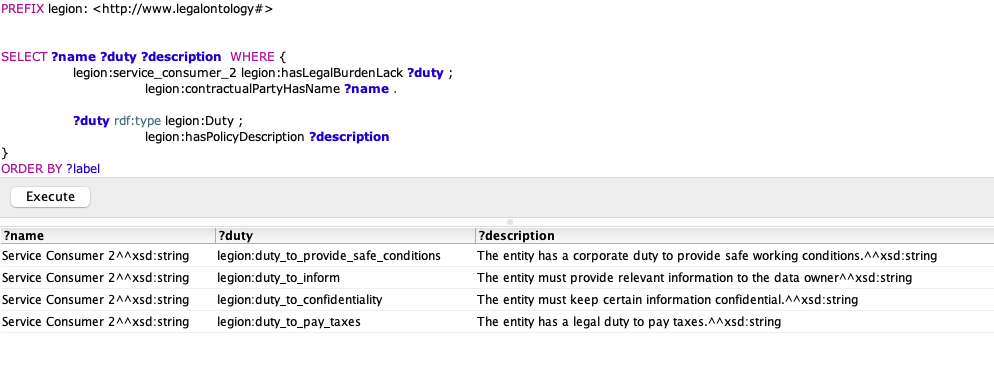 PREFIX legion: <http://www.legalontology#>
SELECT ?name ?duty ?description WHERE {
legion:service_consumer_2 legion:hasLegalBurdenLack ?duty ;
legion:contractualPartyHasName ?name .
?duty rdf:type legion:Duty ;
legion:hasPolicyDescription ?description
}
ORDER BY ?label
Execute
?name ?duty ?description
Service Consumer 2^^xsd:string legion:duty_to_provide_safe_conditions The entity has a corporate duty to provide safe working conditions.^^xsd:string
Service Consumer 2^^xsd:string legion:duty_to_inform The entity must provide relevant information to the data owner^^xsd:string
Service Consumer 2^^xsd:string legion:duty_to_confidentiality The entity must keep certain information confidential.^^xsd:string
Service Consumer 2^^xsd:string legion:duty_to_pay_taxes The entity has a legal duty to pay taxes.^^xsd:string